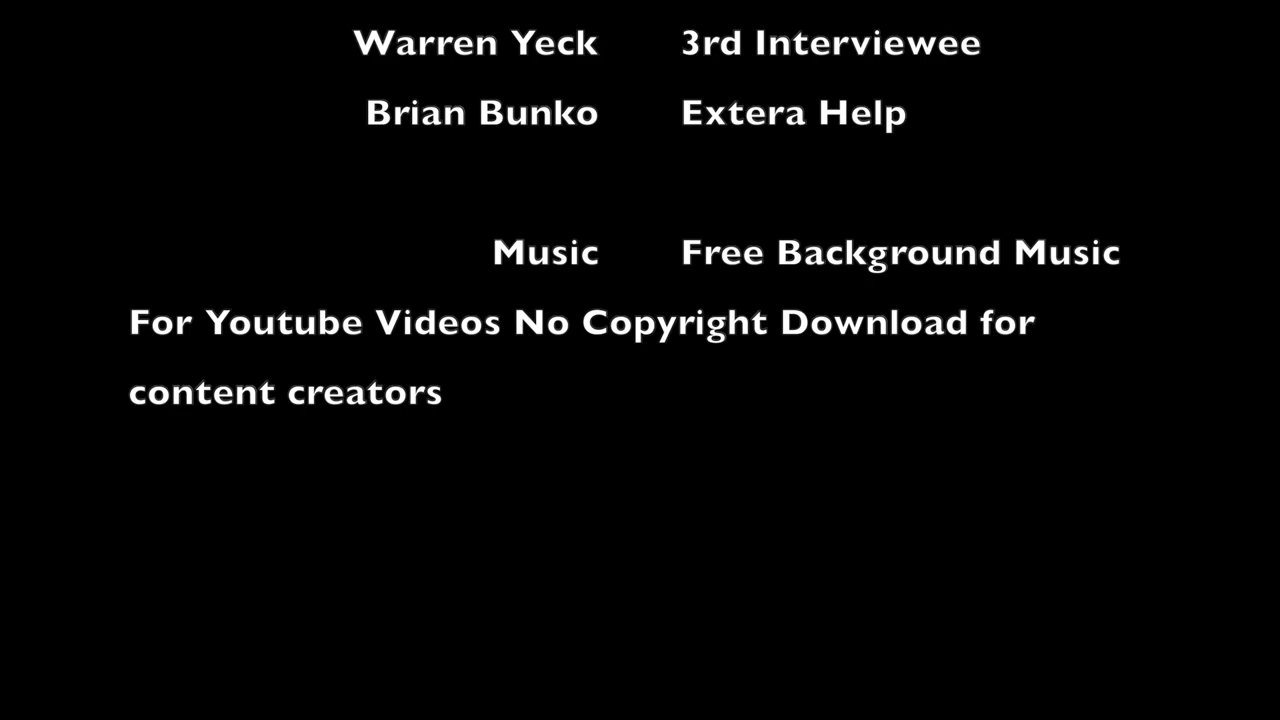 Warren Yeck 3rd Interviewee
Brian Bunko Extera Help
Music Free Background Music
For Youtube Videos No Copyright Download for
content creators